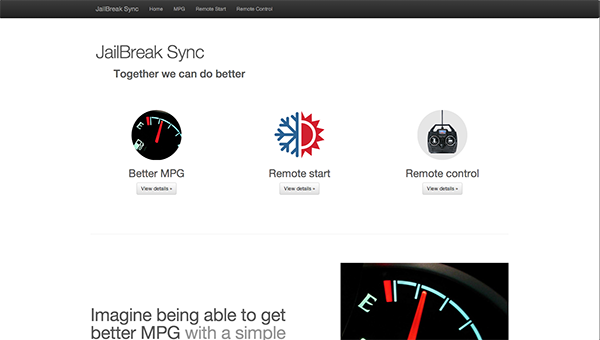 JailBreak Sync Home MPG Remote Start Remote Control
JailBreak Sync
Together we can do better
Better MPG Remote start Remote control
View details » View details » View details »
E
Imagine being able to get
better MPG with a simple